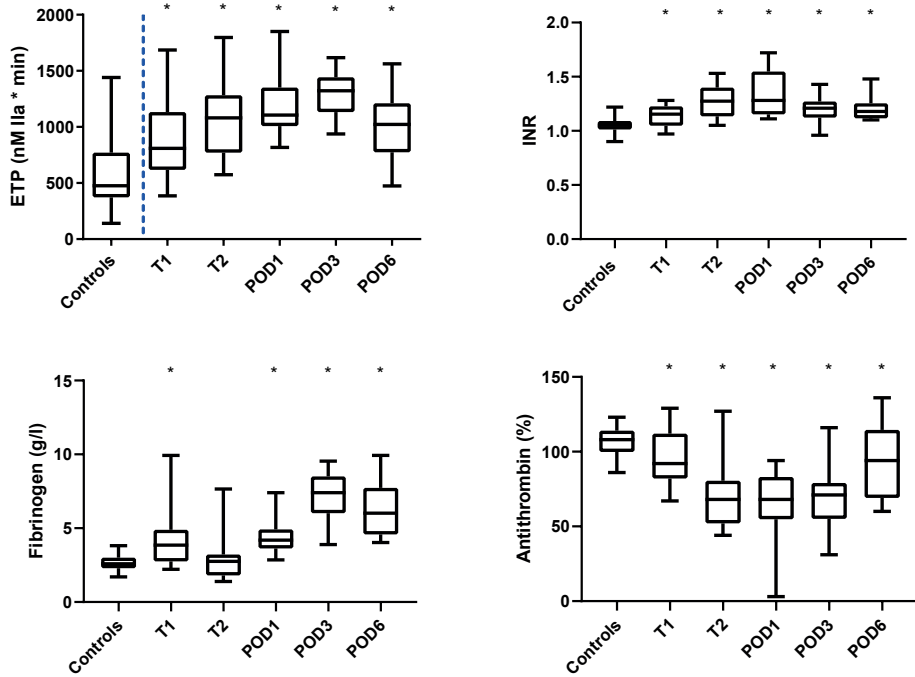 ETP (nM IIa * min)
2000
1500
1000
500
0
* * * * *
Controls T1 T2 POD1 POD3 POD6
INR
2.0
1.5
1.0
0.5
0.0
* * * * *
Controls T1 T2 POD1 POD3 POD6
Fibrinogen (g/l)
15
10
5
0
* * * *
Controls T1 T2 POD1 POD3 POD6
Antithrombin (%)
150
100
50
0
* * * * *
Controls T1 T2 POD1 POD3 POD6